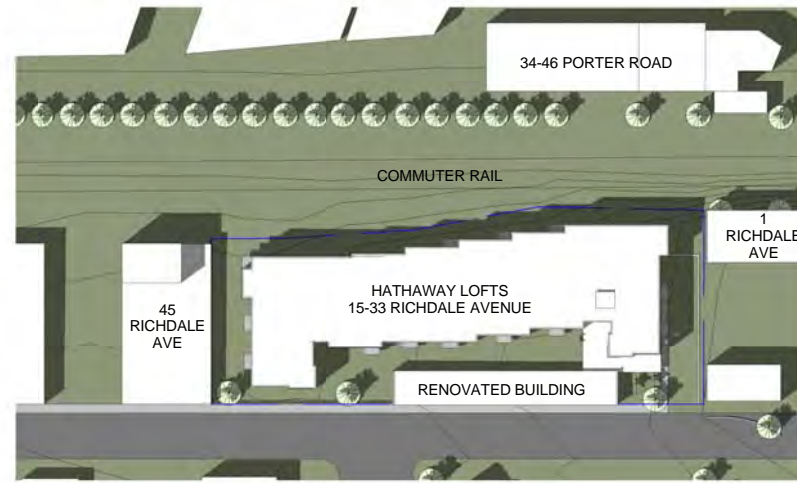 34-46 PORTER ROAD
COMMUTER RAIL
1
RICHDALE
AVE
HATHAWAY LOFTS
15-33 RICHDALE AVENUE
45
RICHDALE
AVE
RENOVATED BUILDING